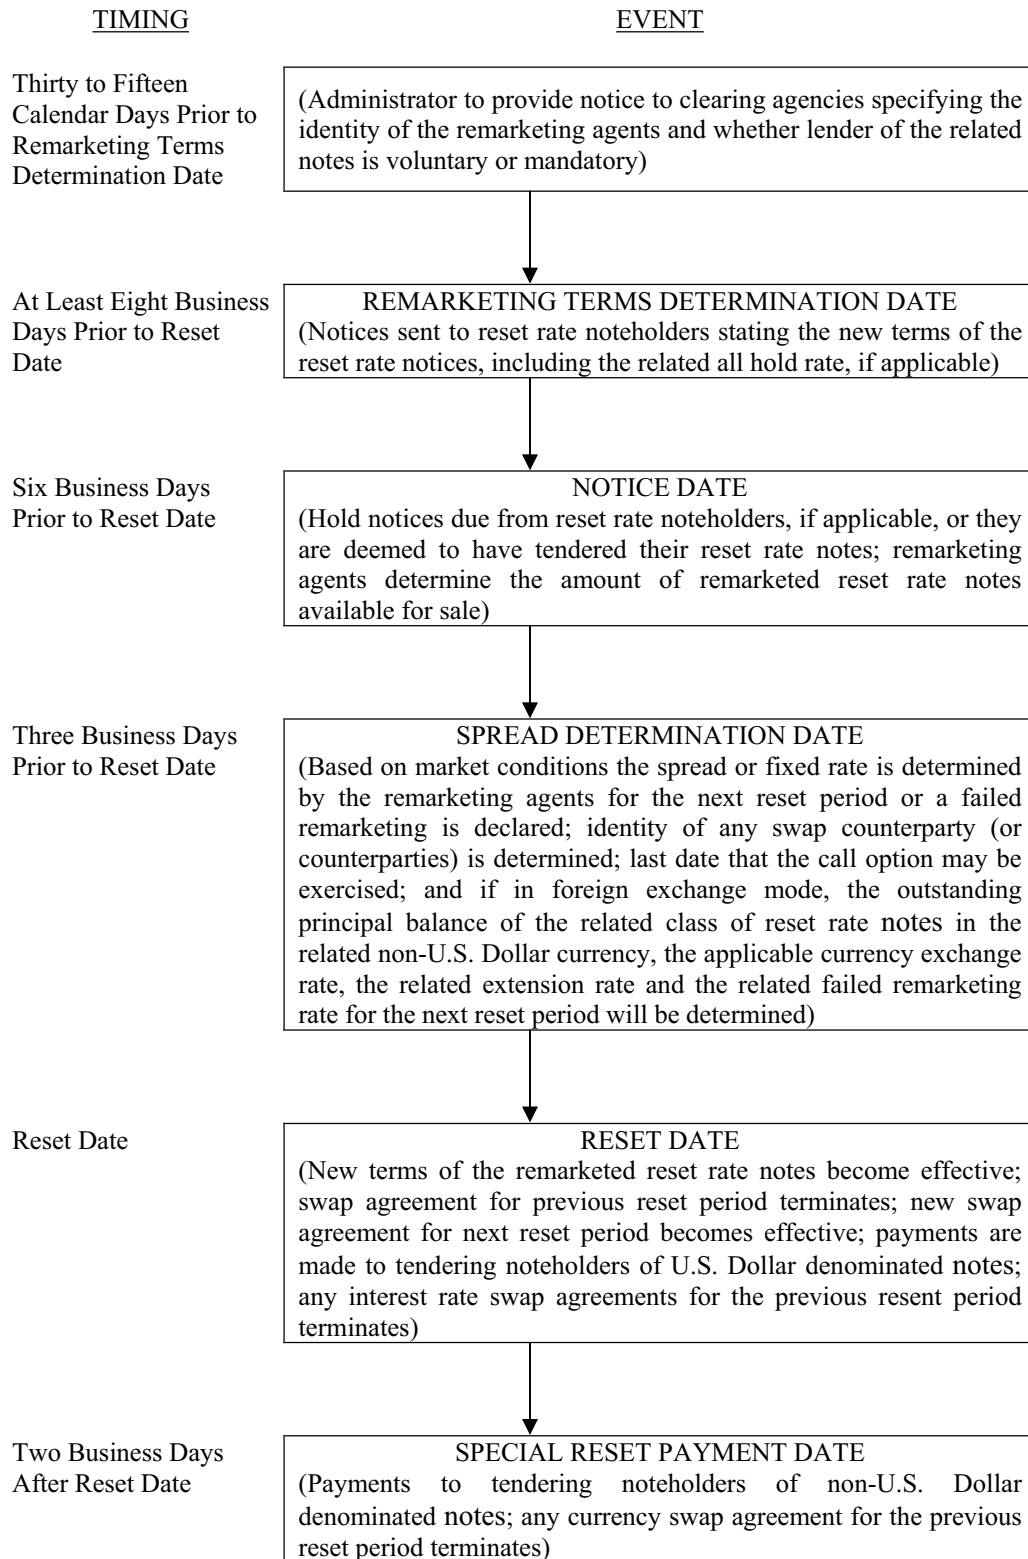 TIMING
EVENT
Thirty to Fifteen
Calendar Days Prior to
Remarketing Terms
Determination Date
(Administrator to provide notice to clearing agencies specifying the
identity of the remarketing agents and whether lender of the related
notes is voluntary or mandatory)
At Least Eight Business
Days Prior to Reset
Date
REMARKETING TERMS DETERMINATION DATE
(Notices sent to reset rate noteholders stating the new terms of the
reset rate notices, including the related all hold rate, if applicable)
Six Business Days
Prior to Reset Date
NOTICE DATE
(Hold notices due from reset rate noteholders, if applicable, or they
are deemed to have tendered their reset rate notes; remarketing
agents determine the amount of remarketed reset rate notes
available for sale)
Three Business Days
Prior to Reset Date
SPREAD DETERMINATION DATE
(Based on market conditions the spread or fixed rate is determined
by the remarketing agents for the next reset period or a failed
remarketing is declared; identity of any swap counterparty (or
counterparties) is determined; last date that the call option may be
exercised; and if in foreign exchange mode, the outstanding
principal balance of the related class of reset rate notes in the
related non-U.S. Dollar currency, the applicable currency exchange
rate, the related extension rate and the related failed remarketing
rate for the next reset period will be determined)
Reset Date
RESET DATE
(New terms of the remarketed reset rate notes become effective;
swap agreement for previous reset period terminates; new swap
agreement for next reset period becomes effective; payments are
made to tendering noteholders of U.S. Dollar denominated notes;
any interest rate swap agreements for the previous resent period
terminates)
Two Business Days
After Reset Date
SPECIAL RESET PAYMENT DATE
(Payments to tendering noteholders of non-U.S. Dollar
denominated notes; any currency swap agreement for the previous
reset period terminates)